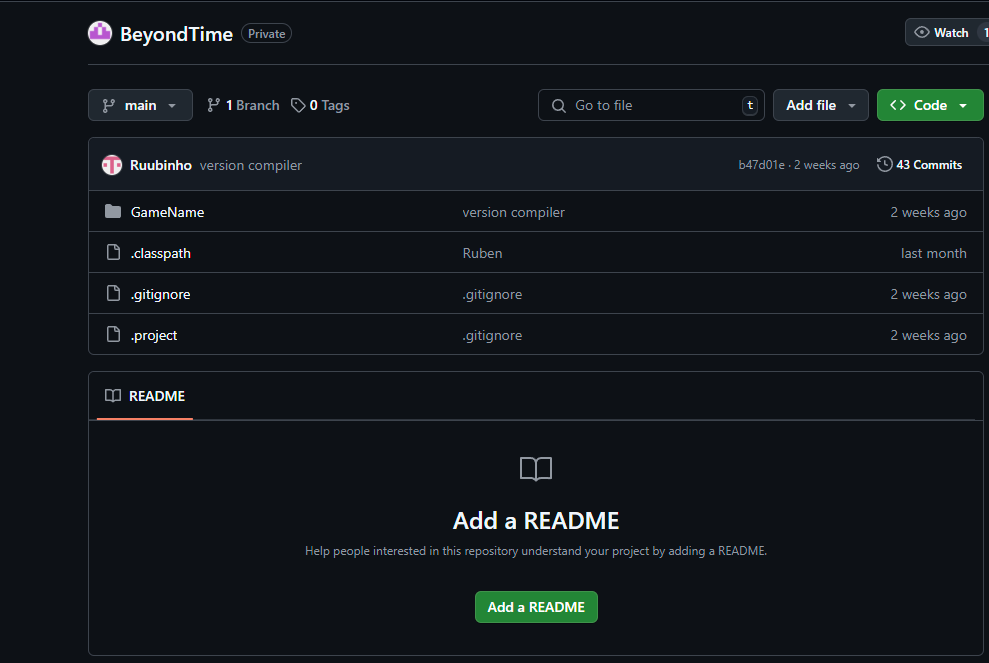 BeyondTime Private Watch 1
main 1 Branch 0 Tags Go to file t Add file Code
Ruubinho version compiler b47d01e · 2 weeks ago 43 Commits
GameName version compiler 2 weeks ago
.classpath Ruben last month
.gitignore .gitignore 2 weeks ago
.project .gitignore 2 weeks ago
README
Add a README
Help people interested in this repository understand your project by adding a README.
Add a README